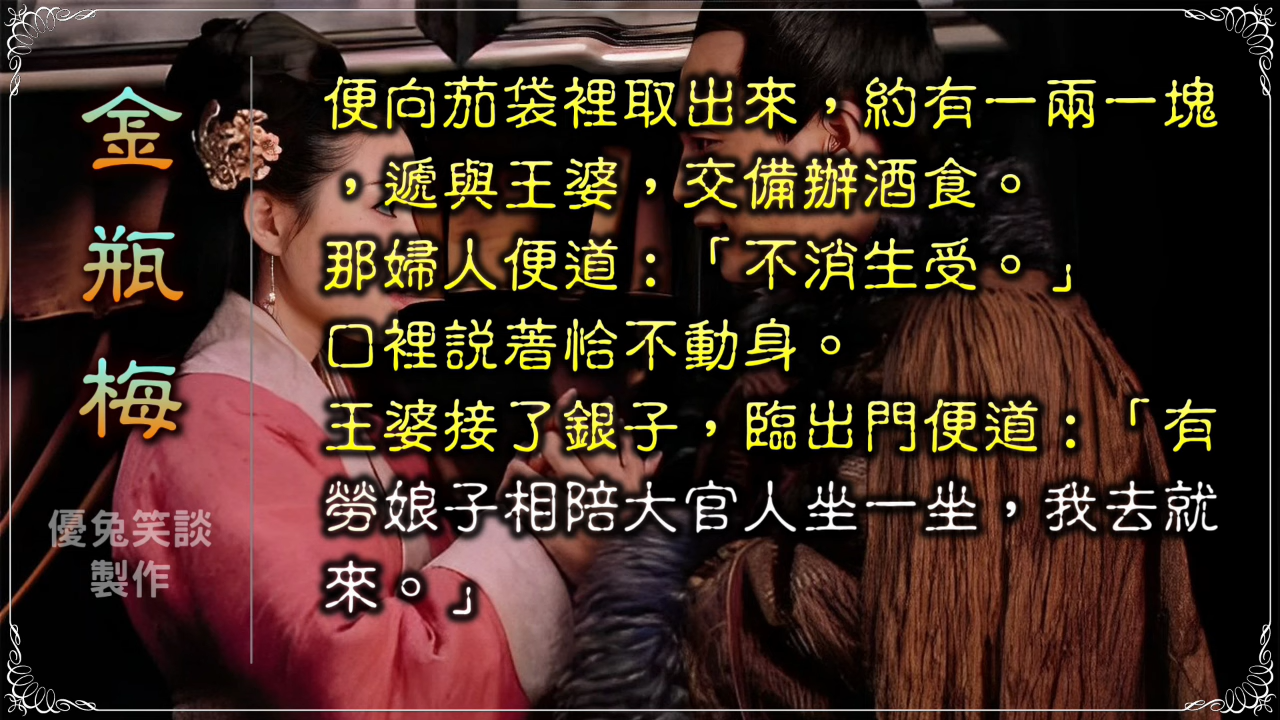 金瓶梅
優兔笑談
製作
便向茄袋裡取出來，約有一兩一塊
，遞與王婆，交備辦酒食。
那婦人便道：「不消生受。」
口裡説著恰不動身。
王婆接了銀子，臨出門便道：「有
勞娘子相陪大官人坐一坐，我去就
來。」